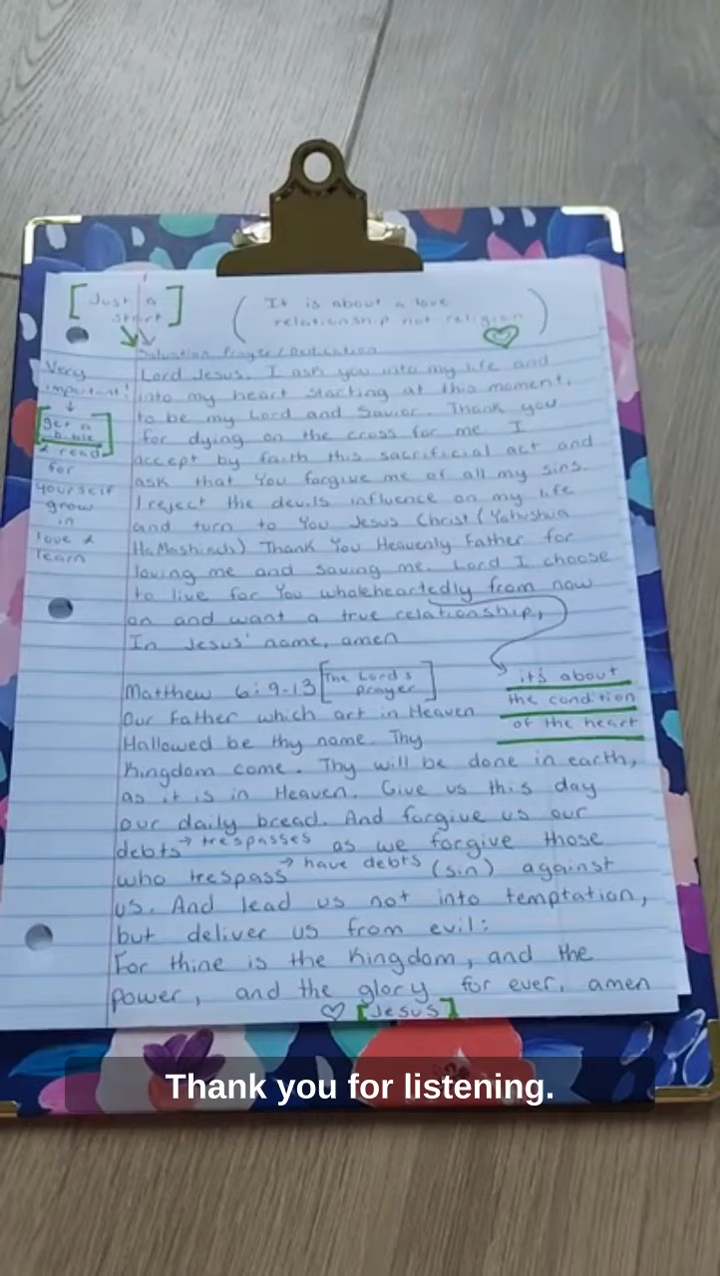 [Just a
start]
(It is about a love
relationship not religion)
Very
important!
get a
bible
& read
for
yourself
grow
in
love &
learn
Salvation Prayer/Dedication
Lord Jesus, I ask you into my life and
into my heart starting at this moment,
to be my Lord and Savior. Thank you
for dying on the cross for me I
accept by faith this sacrificial act and
ask that You forgive me of all my sins.
I reject the devils influence on my life
and turn to You Jesus Christ (Yahushua
HaMashiach) Thank You Heavenly Father for
loving me and saving me. Lord I choose
to live for You wholeheartedly from now
on and want a true relationship,
In Jesus' name, amen
it's about
the condition
of the heart
Matthew 6:9-13 [The Lord's
prayer]
Our Father which art in Heaven
Hallowed be thy name. Thy
Kingdom come. Thy will be done in earth,
as it is in Heaven. Give us this day
our daily bread. And forgive us our
debts → trespasses as we forgive those
who trespass → have debts (sin) against
us. And lead us not into temptation,
but deliver us from evil:
For thine is the Kingdom, and the
power, and the glory for ever. amen
♡ [Jesus]
Thank you for listening.